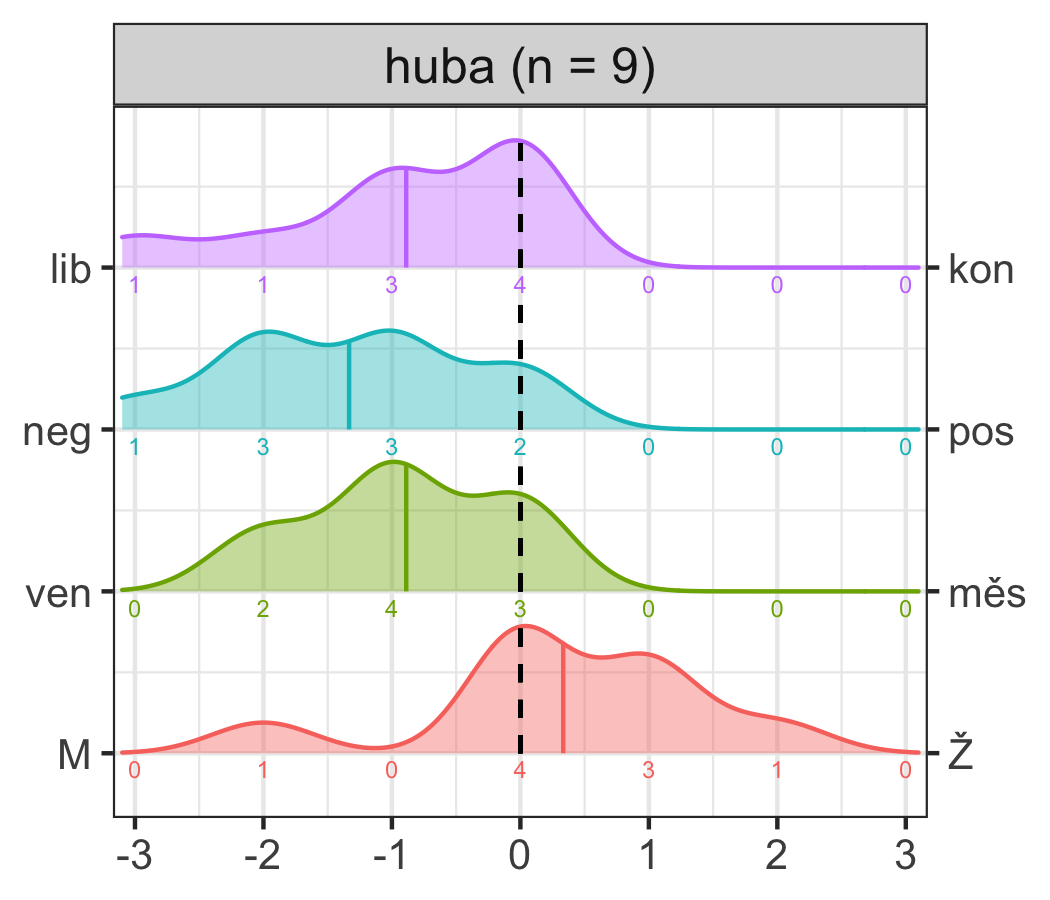 huba (n = 9)
lib kon
1 1 3 4 0 0 0
neg pos
1 3 3 2 0 0 0
ven měs
0 2 4 3 0 0 0
M Ž
0 1 0 4 3 1 0
-3 -2 -1 0 1 2 3